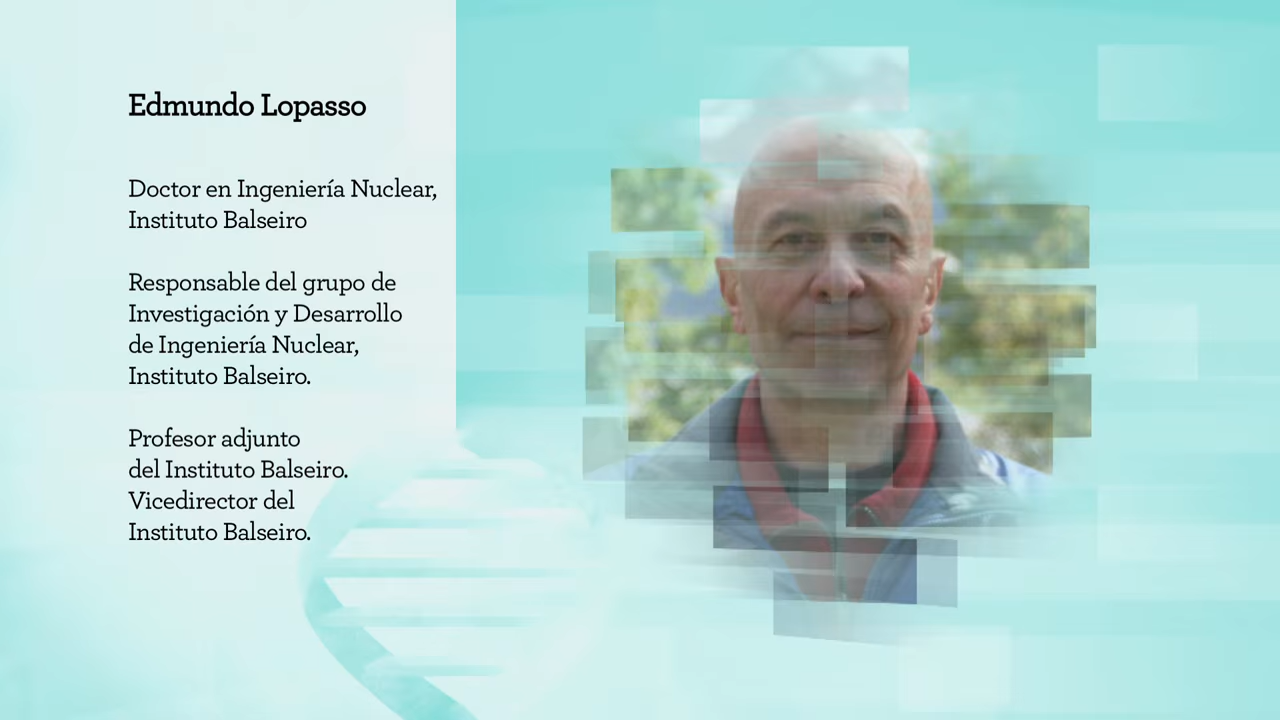 Edmundo Lopasso
Doctor en Ingeniería Nuclear,
Instituto Balseiro
Responsable del grupo de
Investigación y Desarrollo
de Ingeniería Nuclear,
Instituto Balseiro.
Profesor adjunto
del Instituto Balseiro.
Vicedirector del
Instituto Balseiro.